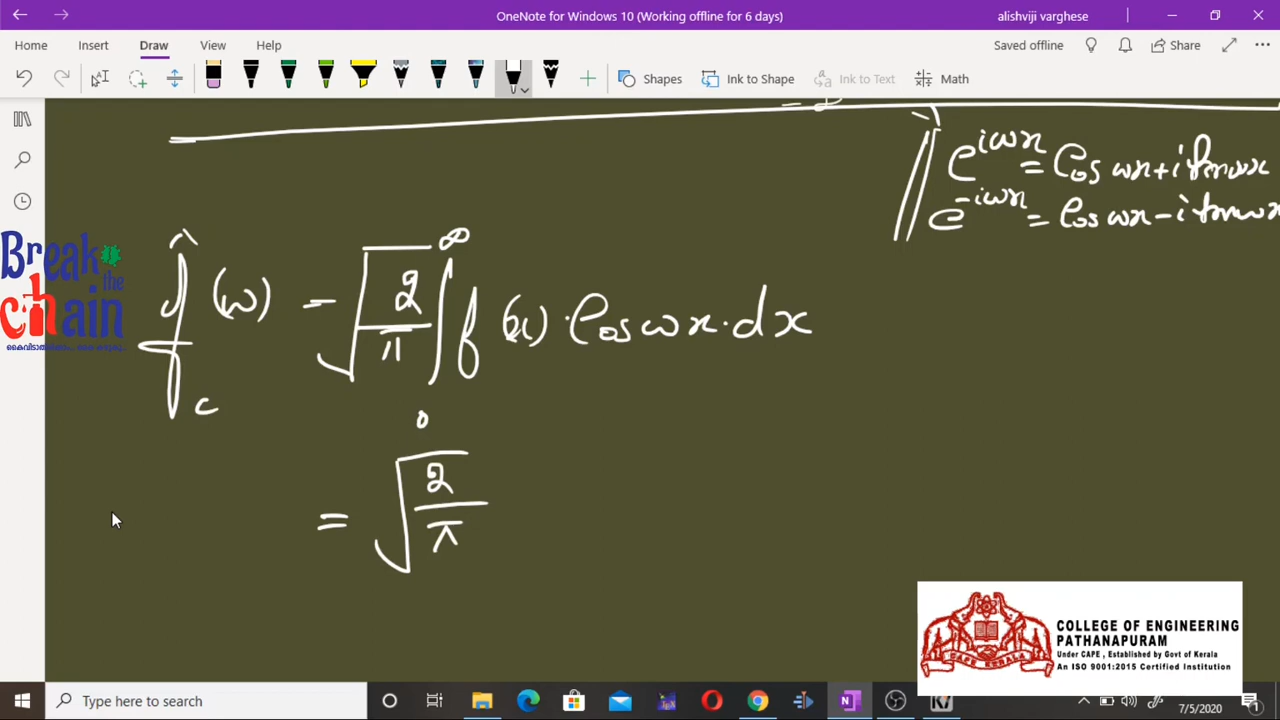 OneNote for Windows 10 (Working offline for 6 days)
alishviji varghese
Home Insert Draw View Help
Saved offline
Share
Shapes
Ink to Shape
Ink to Text
Math
e^{iωx} = Cos ωx + i Sin ωx
e^{-iωx} = Cos ωx - i Sin ωx
Break
the
chain
f̂_c (w) = √(2/π) ∫_0^∞ f(x) · Cos ωx · dx
= √(2/π)
COLLEGE OF ENGINEERING
PATHANAPURAM
Under CAPE , Established by Govt of Kerala
An ISO 9001:2015 Certified Institution
CAPE KERALA
Type here to search
7/5/2020